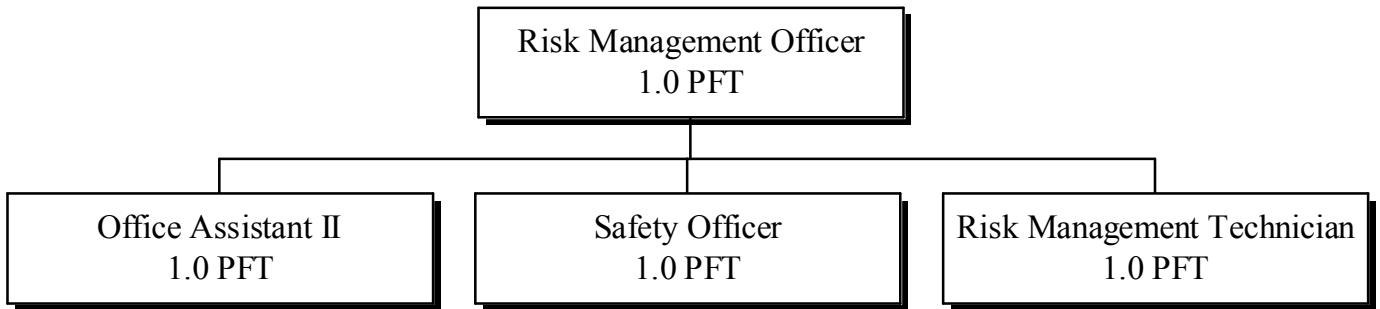 Risk Management Officer
1.0 PFT
Office Assistant II
1.0 PFT
Safety Officer
1.0 PFT
Risk Management Technician
1.0 PFT